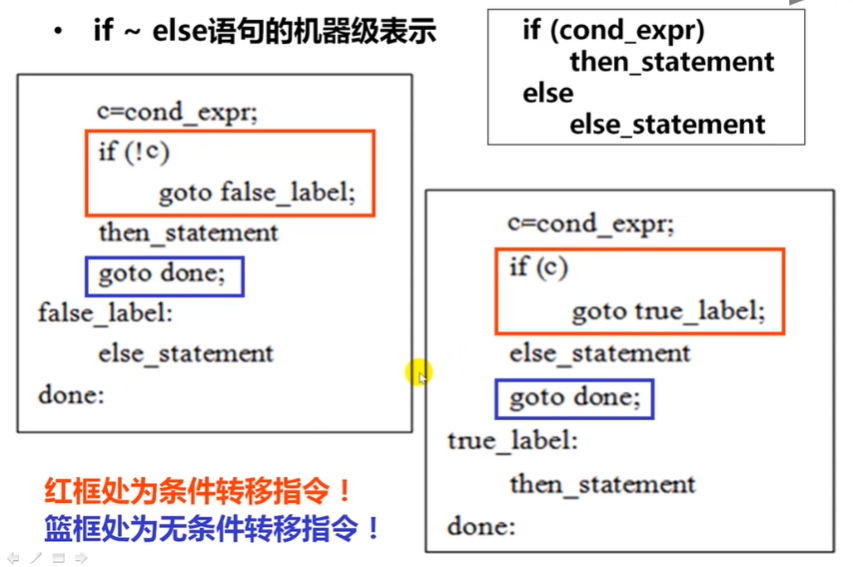 • if ~ else语句的机器级表示
if (cond_expr)
then_statement
else
else_statement
c=cond_expr;
if (!c)
goto false_label;
then_statement
goto done;
false_label:
else_statement
done:
c=cond_expr;
if (c)
goto true_label;
else_statement
goto done;
true_label:
then_statement
done:
红框处为条件转移指令！
篮框处为无条件转移指令！